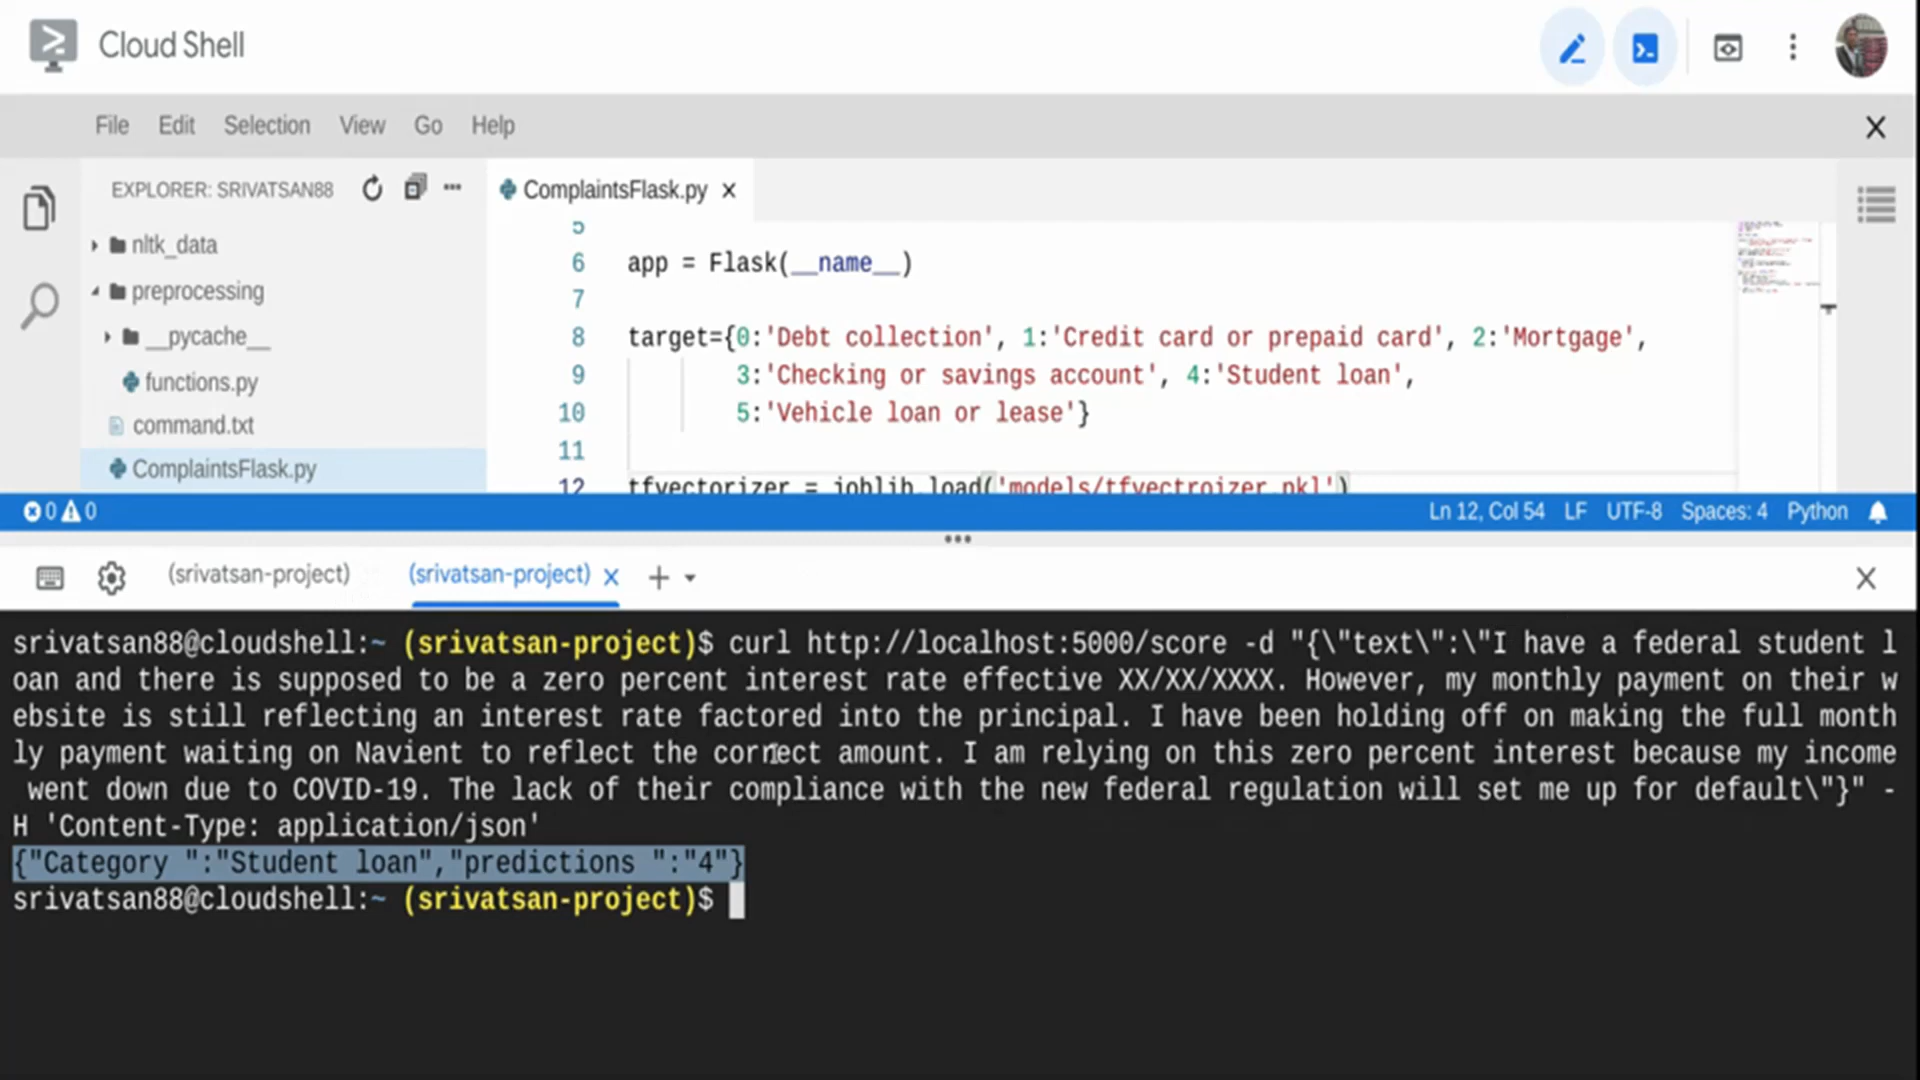 Cloud Shell
File Edit Selection View Go Help
EXPLORER: SRIVATSAN88
ComplaintsFlask.py
nltk_data
preprocessing
__pycache__
functions.py
command.txt
ComplaintsFlask.py
5
6 app = Flask(__name__)
7
8 target={0:'Debt collection', 1:'Credit card or prepaid card', 2:'Mortgage',
9 3:'Checking or savings account', 4:'Student loan',
10 5:'Vehicle loan or lease'}
11
12 tfvectorizer = joblib.load('models/tfvectroizer.pkl')
0 0 Ln 12, Col 54 LF UTF-8 Spaces: 4 Python
(srivatsan-project) (srivatsan-project)
srivatsan88@cloudshell:~ (srivatsan-project)$ curl http://localhost:5000/score -d "{\"text\":\"I have a federal student l
oan and there is supposed to be a zero percent interest rate effective XX/XX/XXXX. However, my monthly payment on their w
ebsite is still reflecting an interest rate factored into the principal. I have been holding off on making the full month
ly payment waiting on Navient to reflect the correct amount. I am relying on this zero percent interest because my income
went down due to COVID-19. The lack of their compliance with the new federal regulation will set me up for default\"}" -
H 'Content-Type: application/json'
{"Category ":"Student loan","predictions ":"4"}
srivatsan88@cloudshell:~ (srivatsan-project)$